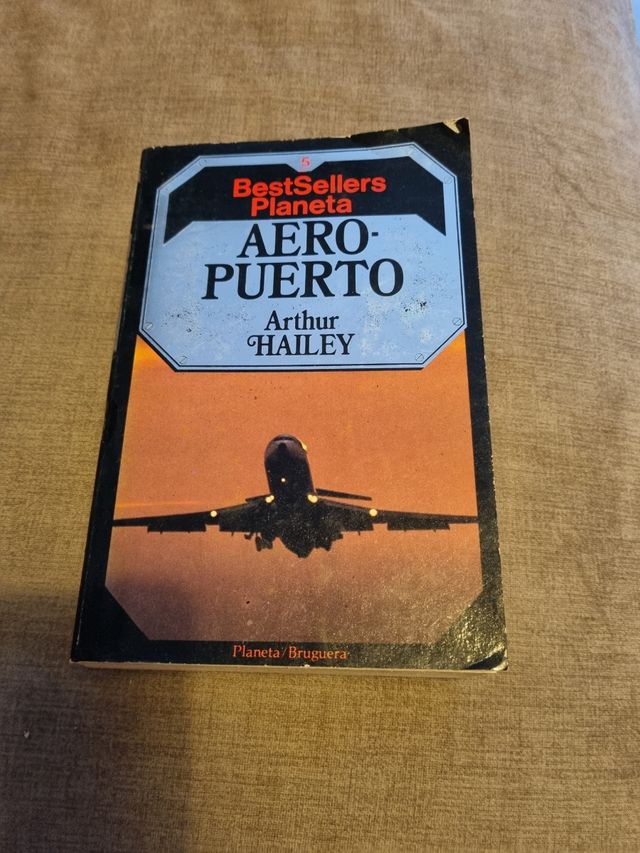 5
BestSellers
Planeta
AERO-
PUERTO
Arthur
HAILEY
Planeta/Bruguera